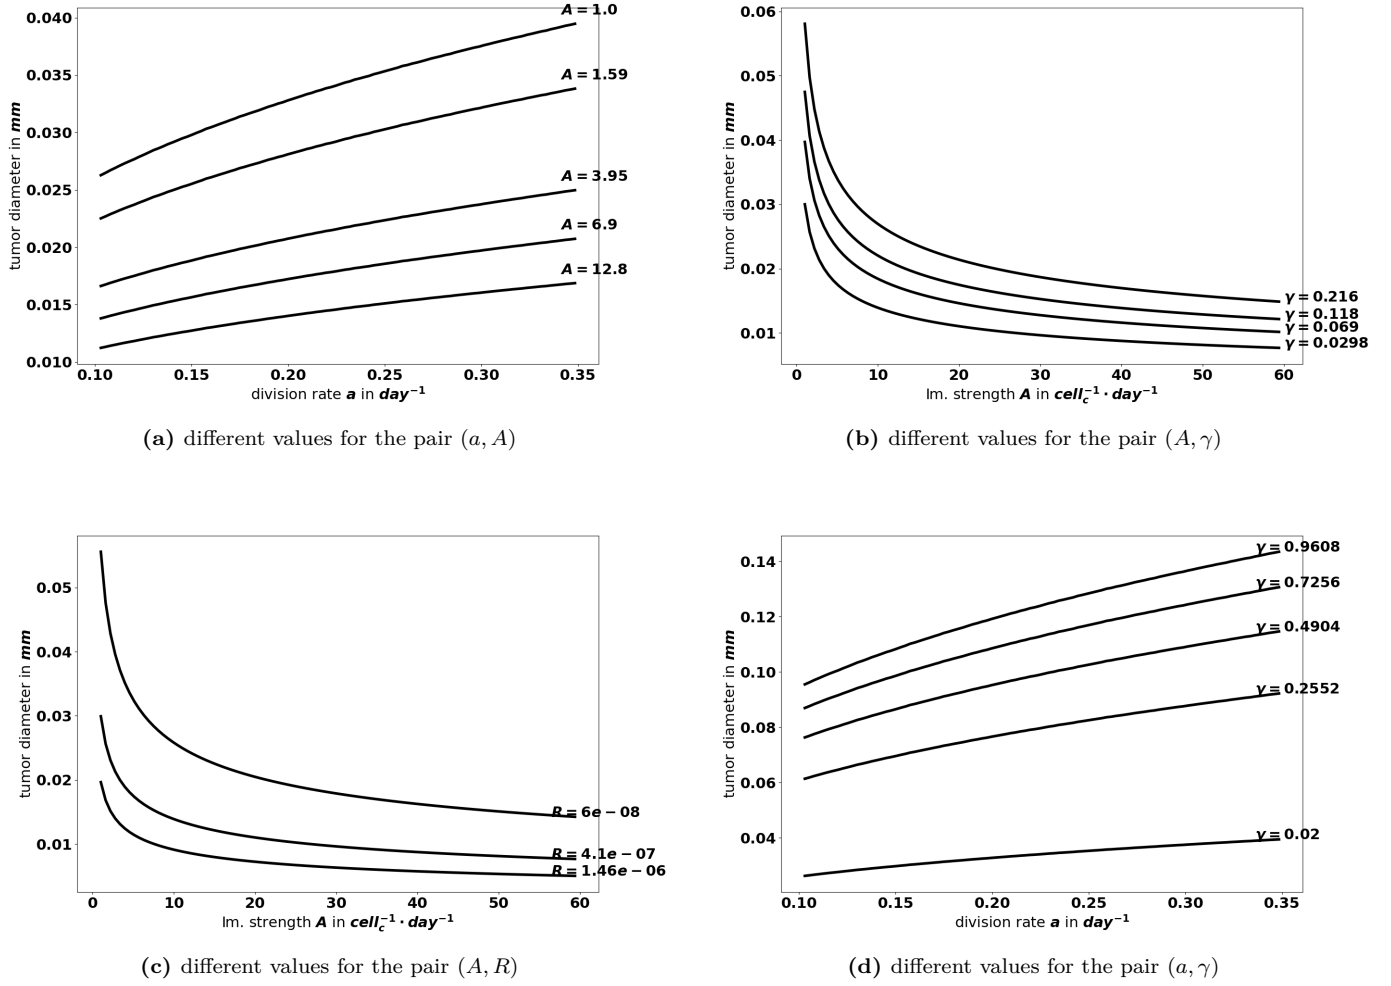 0.040
0.035
0.030
0.025
0.020
0.015
0.010
tumor diameter in mm
A = 1.0
A = 1.59
A = 3.95
A = 6.9
A = 12.8
0.10 0.15 0.20 0.25 0.30 0.35
division rate a in day⁻¹
(a) different values for the pair (a, A)
0.06
0.05
0.04
0.03
0.02
0.01
tumor diameter in mm
γ = 0.216
γ = 0.118
γ = 0.069
γ = 0.0298
0 10 20 30 40 50 60
Im. strength A in cell_c⁻¹ · day⁻¹
(b) different values for the pair (A, γ)
0.05
0.04
0.03
0.02
0.01
tumor diameter in mm
R = 6e − 08
R = 4.1e − 07
R = 1.46e − 06
0 10 20 30 40 50 60
Im. strength A in cell_c⁻¹ · day⁻¹
(c) different values for the pair (A, R)
0.14
0.12
0.10
0.08
0.06
0.04
tumor diameter in mm
γ = 0.9608
γ = 0.7256
γ = 0.4904
γ = 0.2552
γ = 0.02
0.10 0.15 0.20 0.25 0.30 0.35
division rate a in day⁻¹
(d) different values for the pair (a, γ)